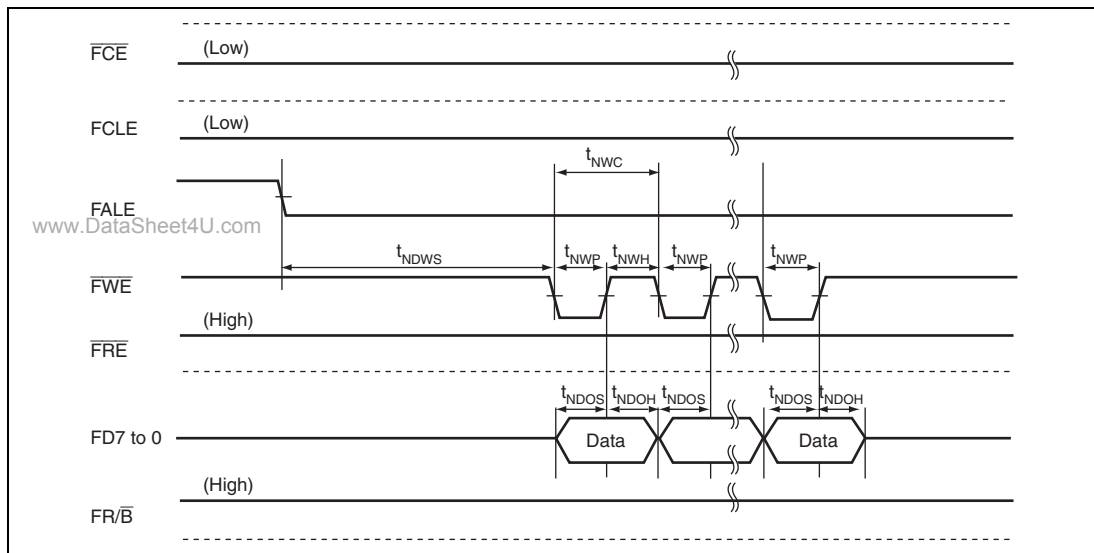 FCE
(Low)
FCLE
(Low)
tNWC
FALE
www.DataSheet4U.com
tNDWS
tNWP
tNWH
tNWP
tNWP
FWE
(High)
FRE
tNDOS
tNDOH
tNDOS
tNDOS
tNDOH
FD7 to 0
Data
Data
(High)
FR/B